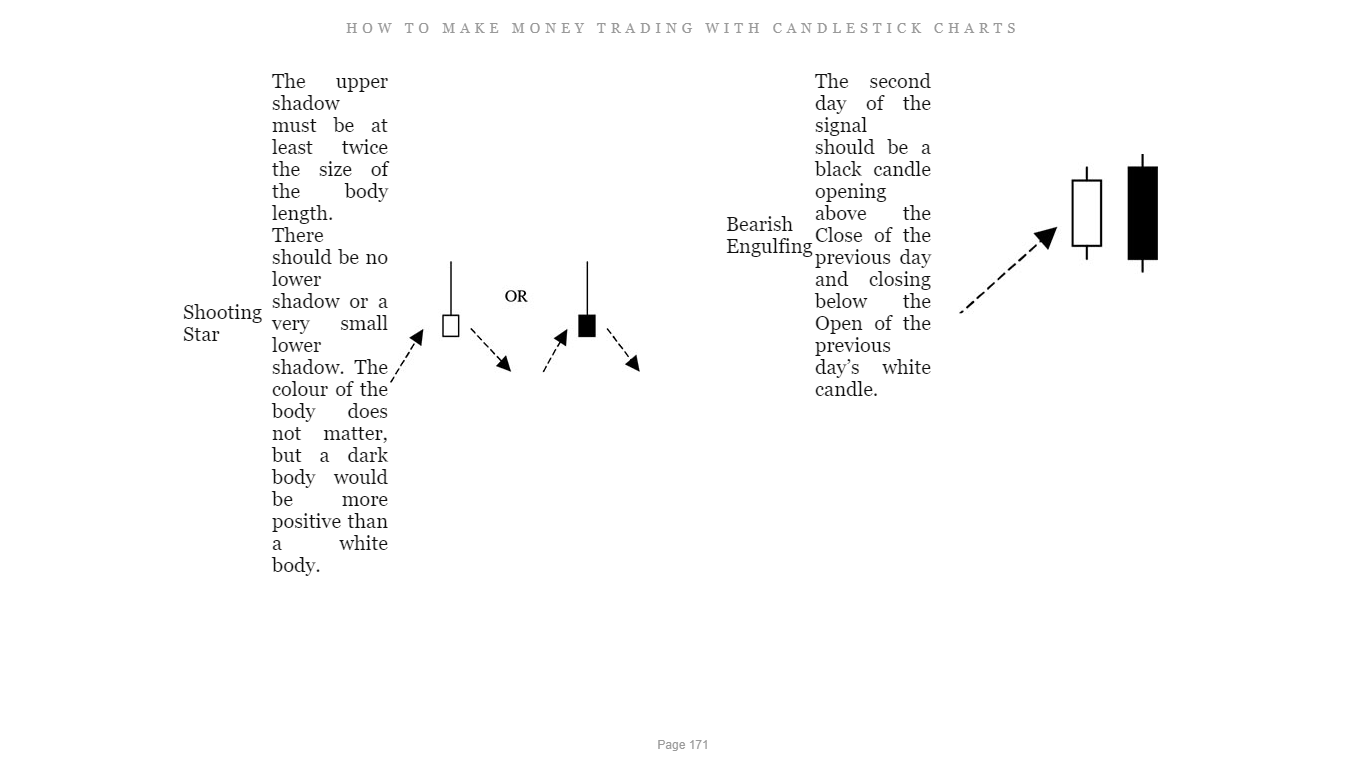 HOW TO MAKE MONEY TRADING WITH CANDLESTICK CHARTS
Shooting
Star
The upper
shadow
must be at
least twice
the size of
the body
length.
There
should be no
lower
shadow or a
very small
lower
shadow. The
colour of the
body does
not matter,
but a dark
body would
be more
positive than
a white
body.
OR
Bearish
Engulfing
The second
day of the
signal
should be a
black candle
opening
above the
Close of the
previous day
and closing
below the
Open of the
previous
day’s white
candle.
Page 171